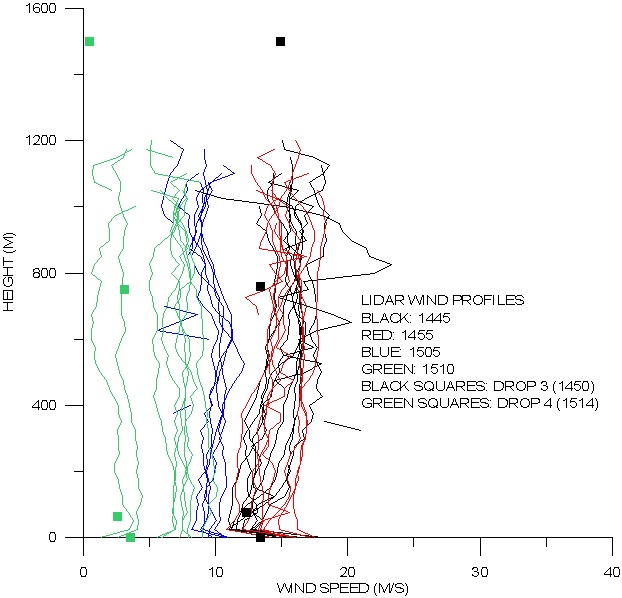 1600
1200
800
400
0
HEIGHT (M)
LIDAR WIND PROFILES
BLACK: 1445
RED: 1455
BLUE: 1505
GREEN: 1510
BLACK SQUARES: DROP 3 (1450)
GREEN SQUARES: DROP 4 (1514)
0 10 20 30 40
WIND SPEED (M/S)